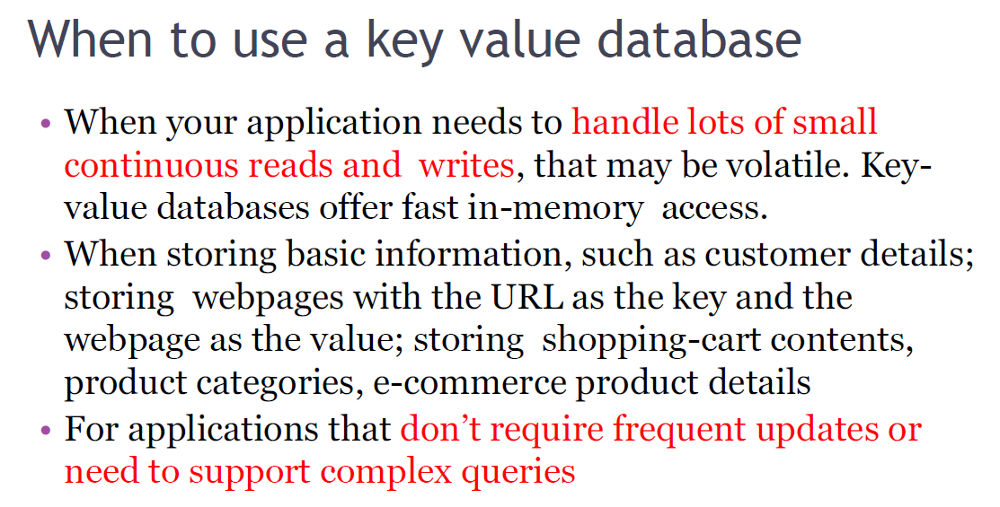 When to use a key value database
• When your application needs to handle lots of small
continuous reads and writes, that may be volatile. Key-
value databases offer fast in-memory access.
• When storing basic information, such as customer details;
storing webpages with the URL as the key and the
webpage as the value; storing shopping-cart contents,
product categories, e-commerce product details
• For applications that don’t require frequent updates or
need to support complex queries